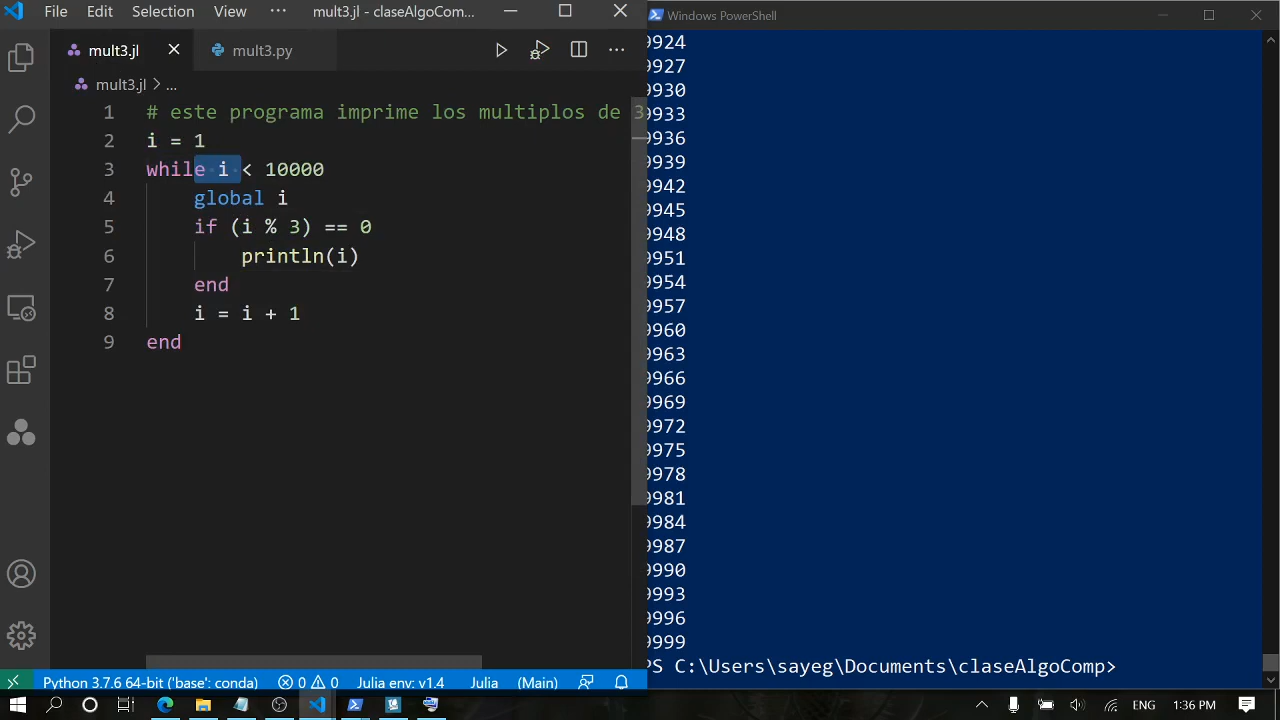 File Edit Selection View ··· mult3.jl - claseAlgoCom...
mult3.jl mult3.py
mult3.jl > ...
1 # este programa imprime los multiplos de 3
2 i = 1
3 while i < 10000
4 global i
5 if (i % 3) == 0
6 println(i)
7 end
8 i = i + 1
9 end
Python 3.7.6 64-bit ('base': conda) 0 0 Julia env: v1.4 Julia (Main)
Windows PowerShell
9924
9927
9930
9933
9936
9939
9942
9945
9948
9951
9954
9957
9960
9963
9966
9969
9972
9975
9978
9981
9984
9987
9990
9993
9996
9999
PS C:\Users\sayeg\Documents\claseAlgoComp>
ENG 1:36 PM